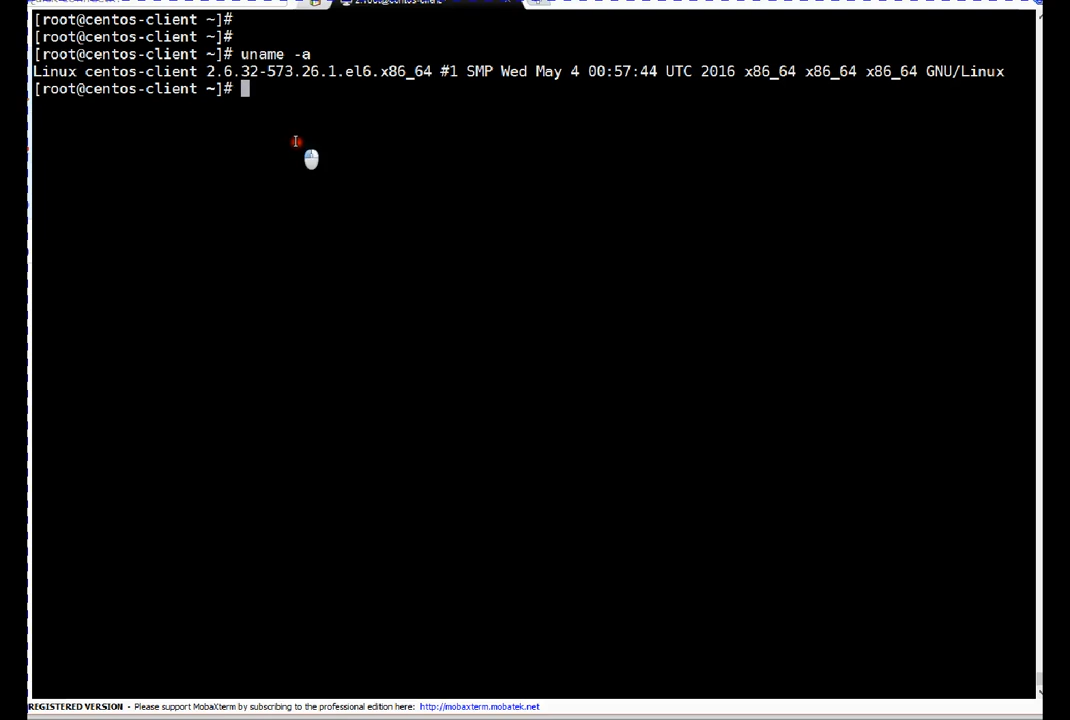 [root@centos-client ~]#
[root@centos-client ~]#
[root@centos-client ~]# uname -a
Linux centos-client 2.6.32-573.26.1.el6.x86_64 #1 SMP Wed May 4 00:57:44 UTC 2016 x86_64 x86_64 x86_64 GNU/Linux
[root@centos-client ~]#
REGISTERED VERSION - Please support MobaXterm by subscribing to the professional edition here: http://mobaxterm.mobatek.net